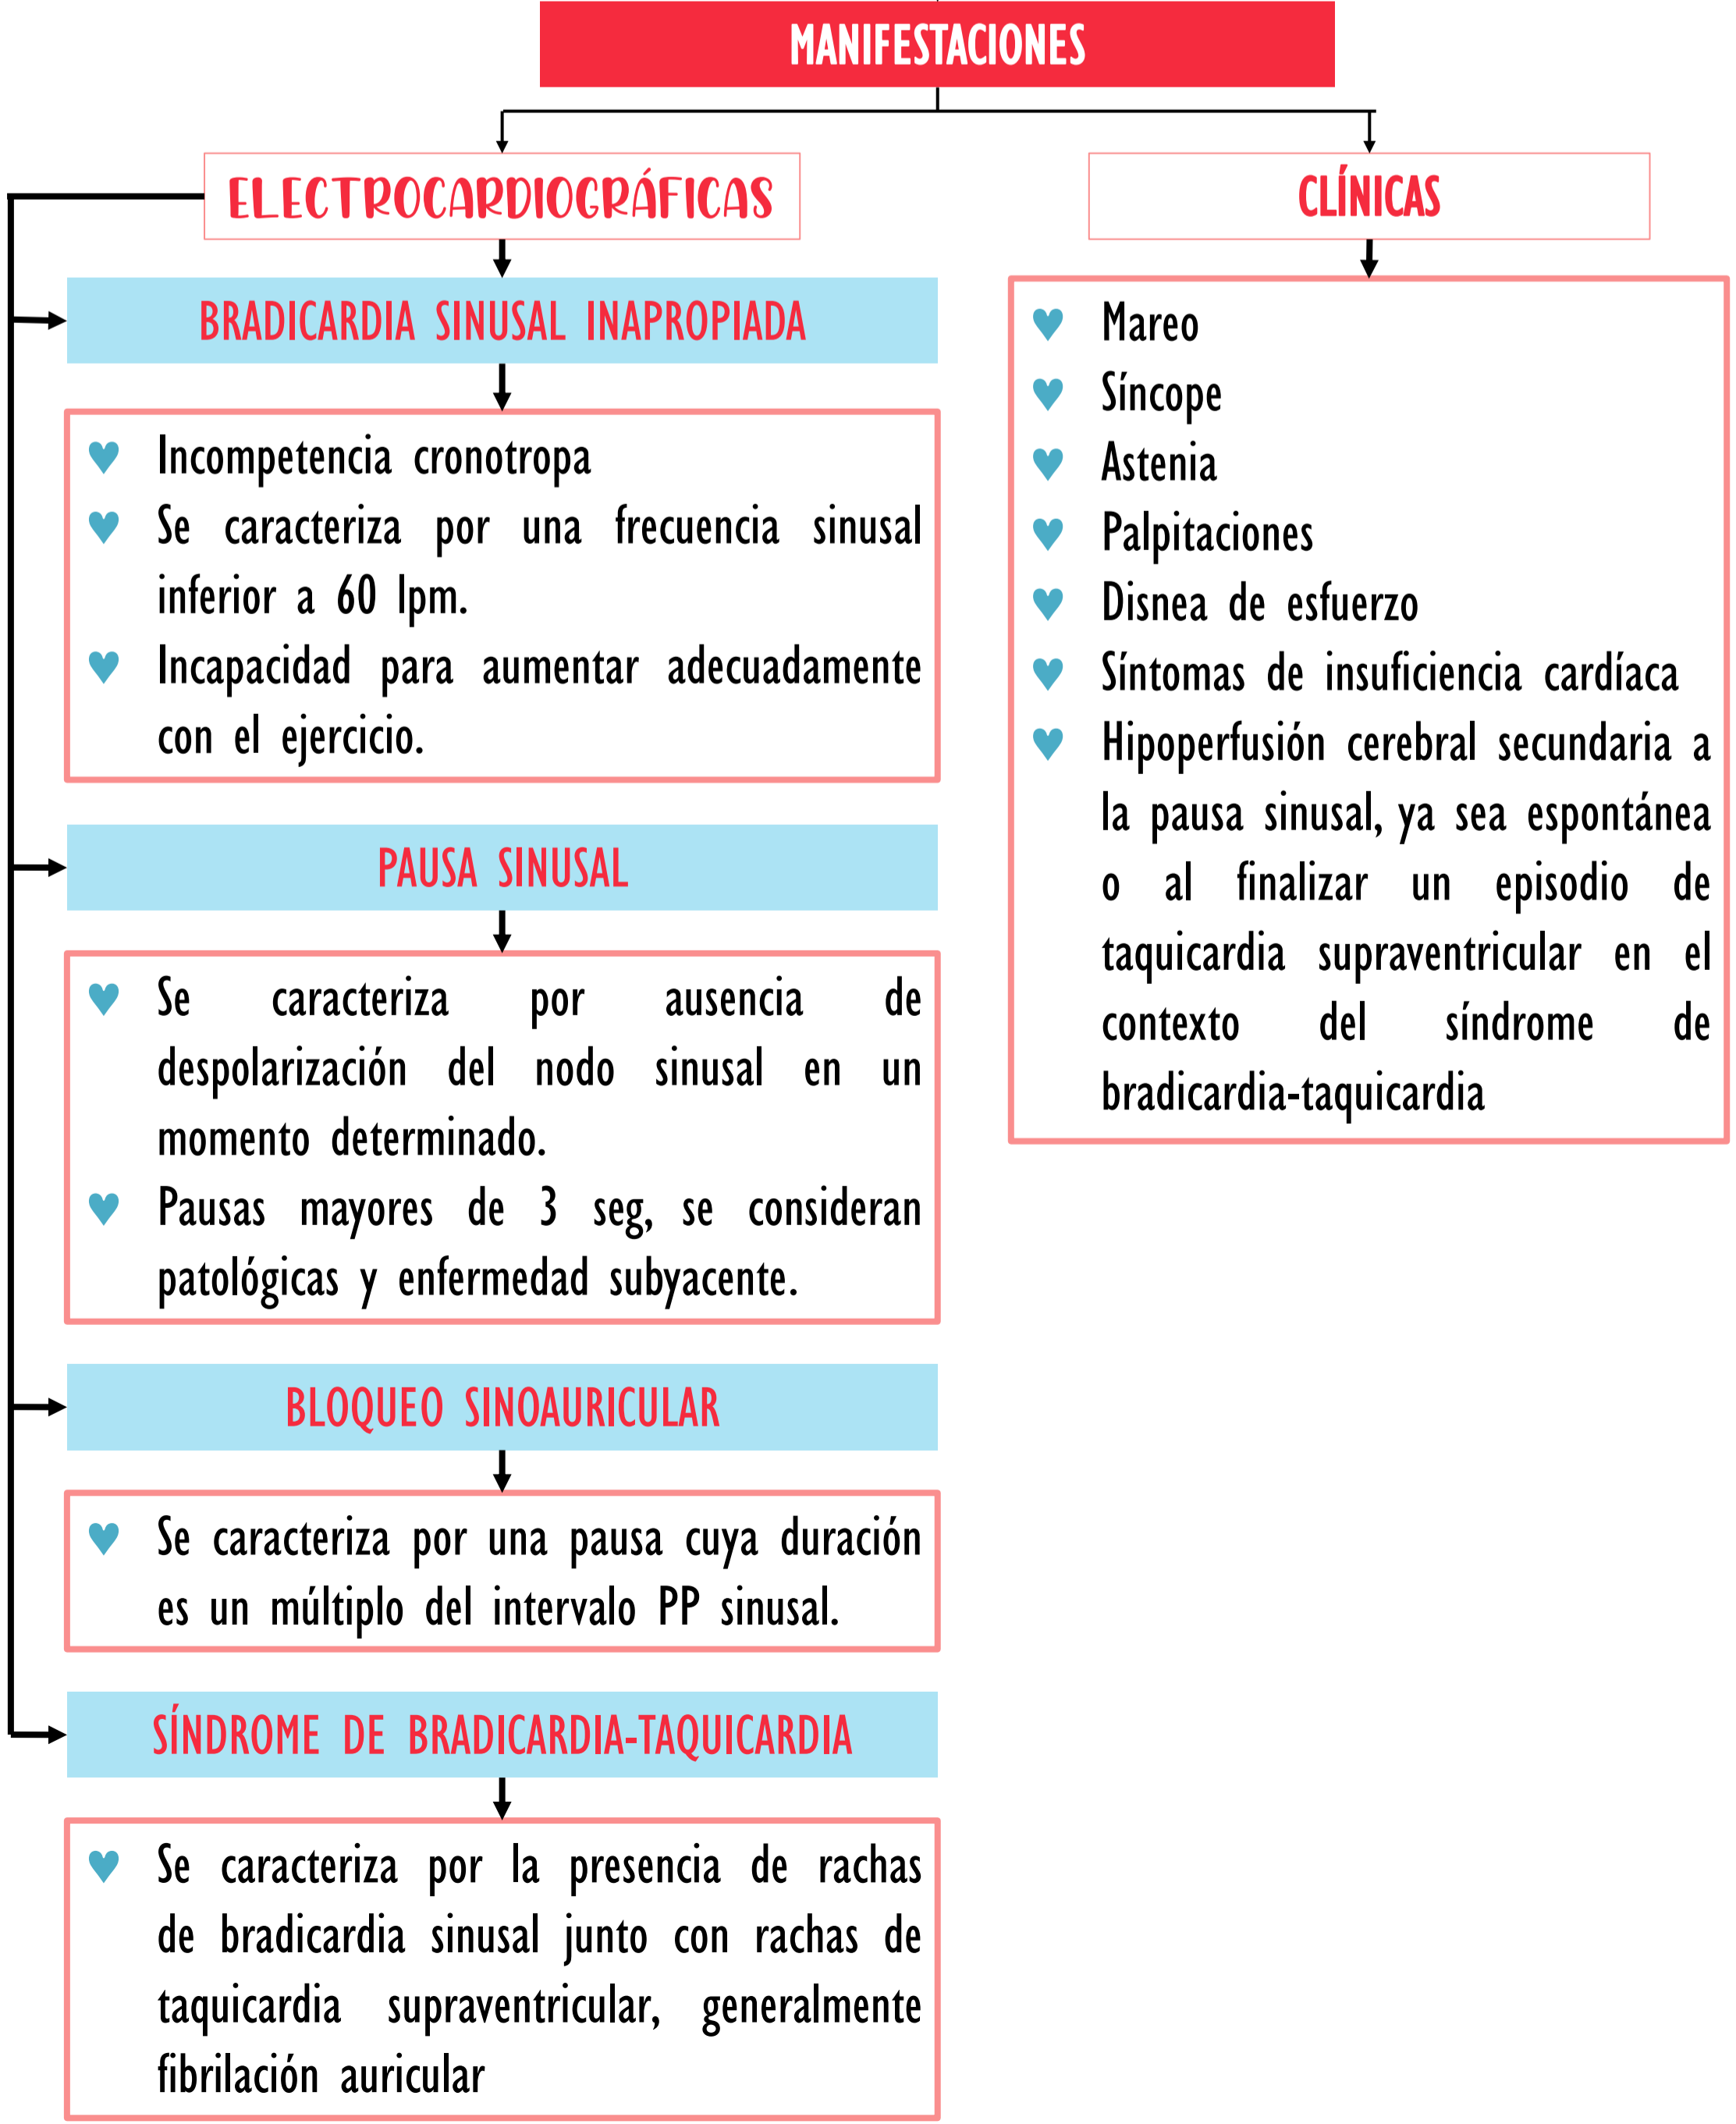 MANIFESTACIONES
ELETROCARDIOGRÁFIAS
BRADICARDIA SINUSAL INAPROPIADA
Incompetencia cronotropa
Se caracteriza por una frecuencia sinusal
inferior a 60 lpm.
Incapacidad para aumentar adecuadamente
con el ejercicio.
PAUSA SINUSAL
Se caracteriza por ausencia de
despolarización del nodo sinusal en un
momento determinado.
Pausas mayores de 3 seg, se consideran
patológicas y enfermedad subyacente.
BLOQUEO SINOAURICULAR
Se caracteriza por una pausa cuya duración
es un múltiplo del intervalo PP sinusal.
SÍNDROME DE BRADICARDIA-TAQUICARDIA
Se caracteriza por la presencia de rachas
de bradicardia sinusal junto con rachas de
taquicardia supraventricular, generalmente
fibrilación auricular
CLÍNICAS
Mareo
Síncope
Astenia
Palpitaciones
Disnea de esfuerzo
Síntomas de insuficiencia cardíaca
Hipoperfusión cerebral secundaria a
la pausa sinusal, ya sea espontánea
o al finalizar un episodio de
taquicardia supraventricular en el
contexto del síndrome de
bradicardia-taquicardia